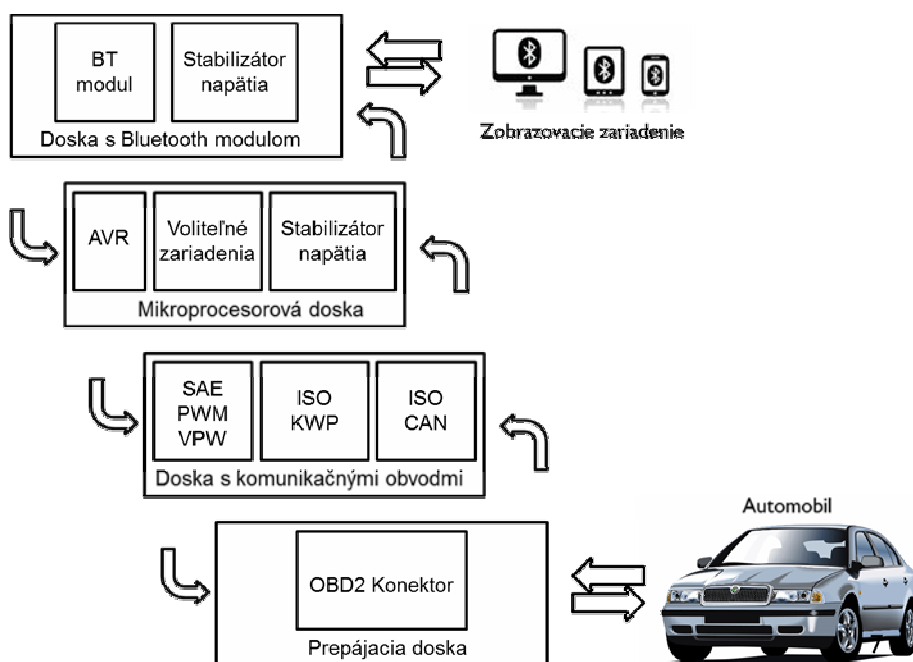 BT
modul
Stabilizátor
napätia
Doska s Bluetooth modulom
Zobrazovacie zariadenie
AVR
Voliteľné
zariadenia
Stabilizátor
napätia
Mikroprocesorová doska
SAE
PWM
VPW
ISO
KWP
ISO
CAN
Doska s komunikačnými obvodmi
Automobil
OBD2 Konektor
Prepájacia doska